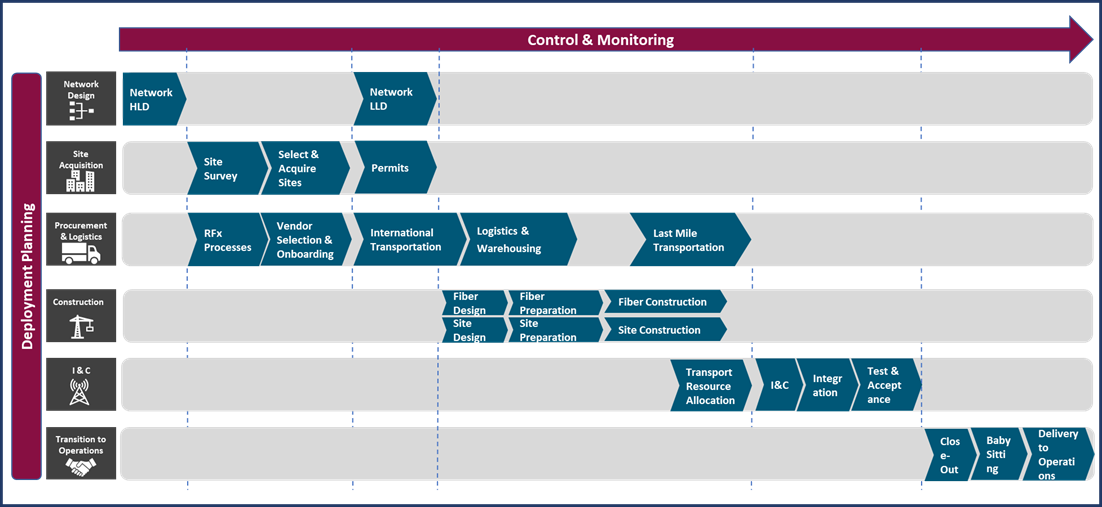 Control & Monitoring
Deployment Planning
Network
Design
Network
HLD
Network
LLD
Site
Acquisition
Site
Survey
Select &
Acquire
Sites
Permits
Procurement
& Logistics
RFx
Processes
Vendor
Selection &
Onboarding
International
Transportation
Logistics &
Warehousing
Last Mile
Transportation
Construction
Fiber
Design
Fiber
Preparation
Fiber Construction
Site
Design
Site
Preparation
Site Construction
I & C
Transport
Resource
Allocation
I&C
Integr
ation
Test &
Accept
ance
Transition to
Operations
Clos
e-
Out
Baby
Sitti
ng
Delivery
to
Operati
ons